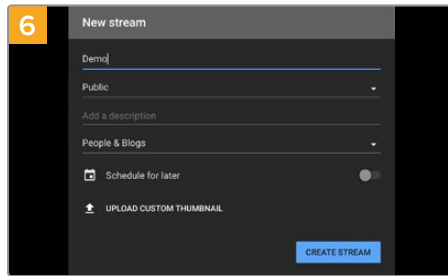 6
New stream
Demo
Public
Add a description
People & Blogs
Schedule for later
UPLOAD CUSTOM THUMBNAIL
CREATE STREAM